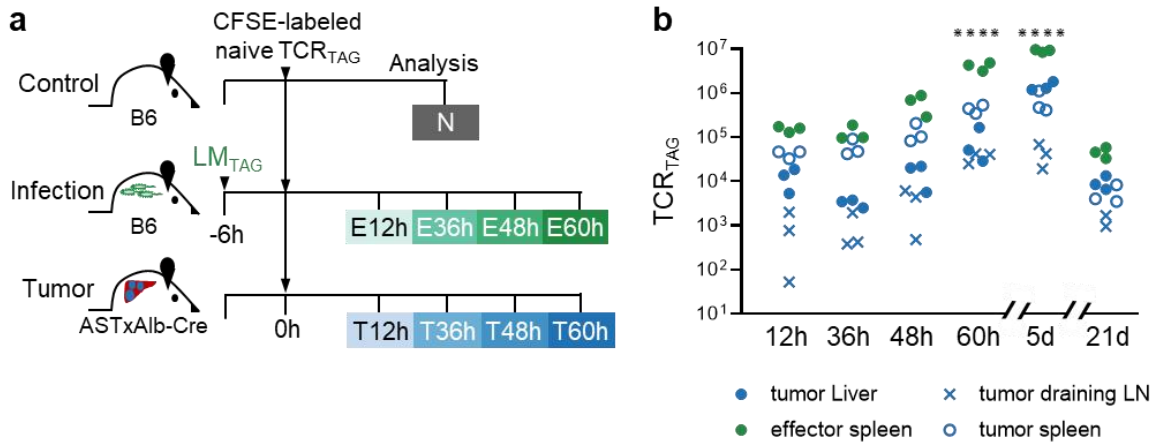 a
CFSE-labeled
naive TCRTAG
Analysis
Control
B6
N
LMTAG
Infection
B6
-6h
E12h E36h E48h E60h
Tumor
ASTxAlb-Cre
0h
T12h T36h T48h T60h
b
**** ****
10⁷
10⁶
10⁵
10⁴
10³
10²
10¹
TCRTAG
12h 36h 48h 60h 5d 21d
tumor Liver
tumor draining LN
effector spleen
tumor spleen